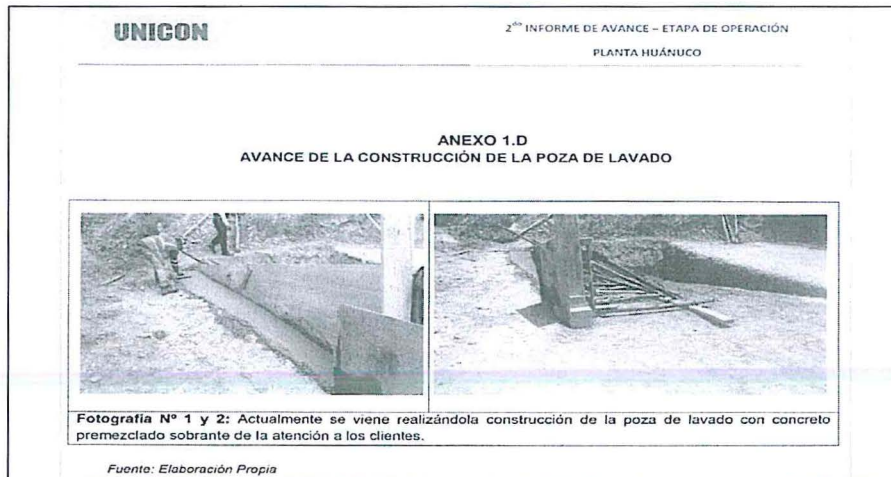 UNICON
2do INFORME DE AVANCE – ETAPA DE OPERACIÓN
PLANTA HUÁNUCO
ANEXO 1.D
AVANCE DE LA CONSTRUCCIÓN DE LA POZA DE LAVADO
Fotografía Nº 1 y 2: Actualmente se viene realizándola construcción de la poza de lavado con concreto
premezclado sobrante de la atención a los clientes.
Fuente: Elaboración Propia